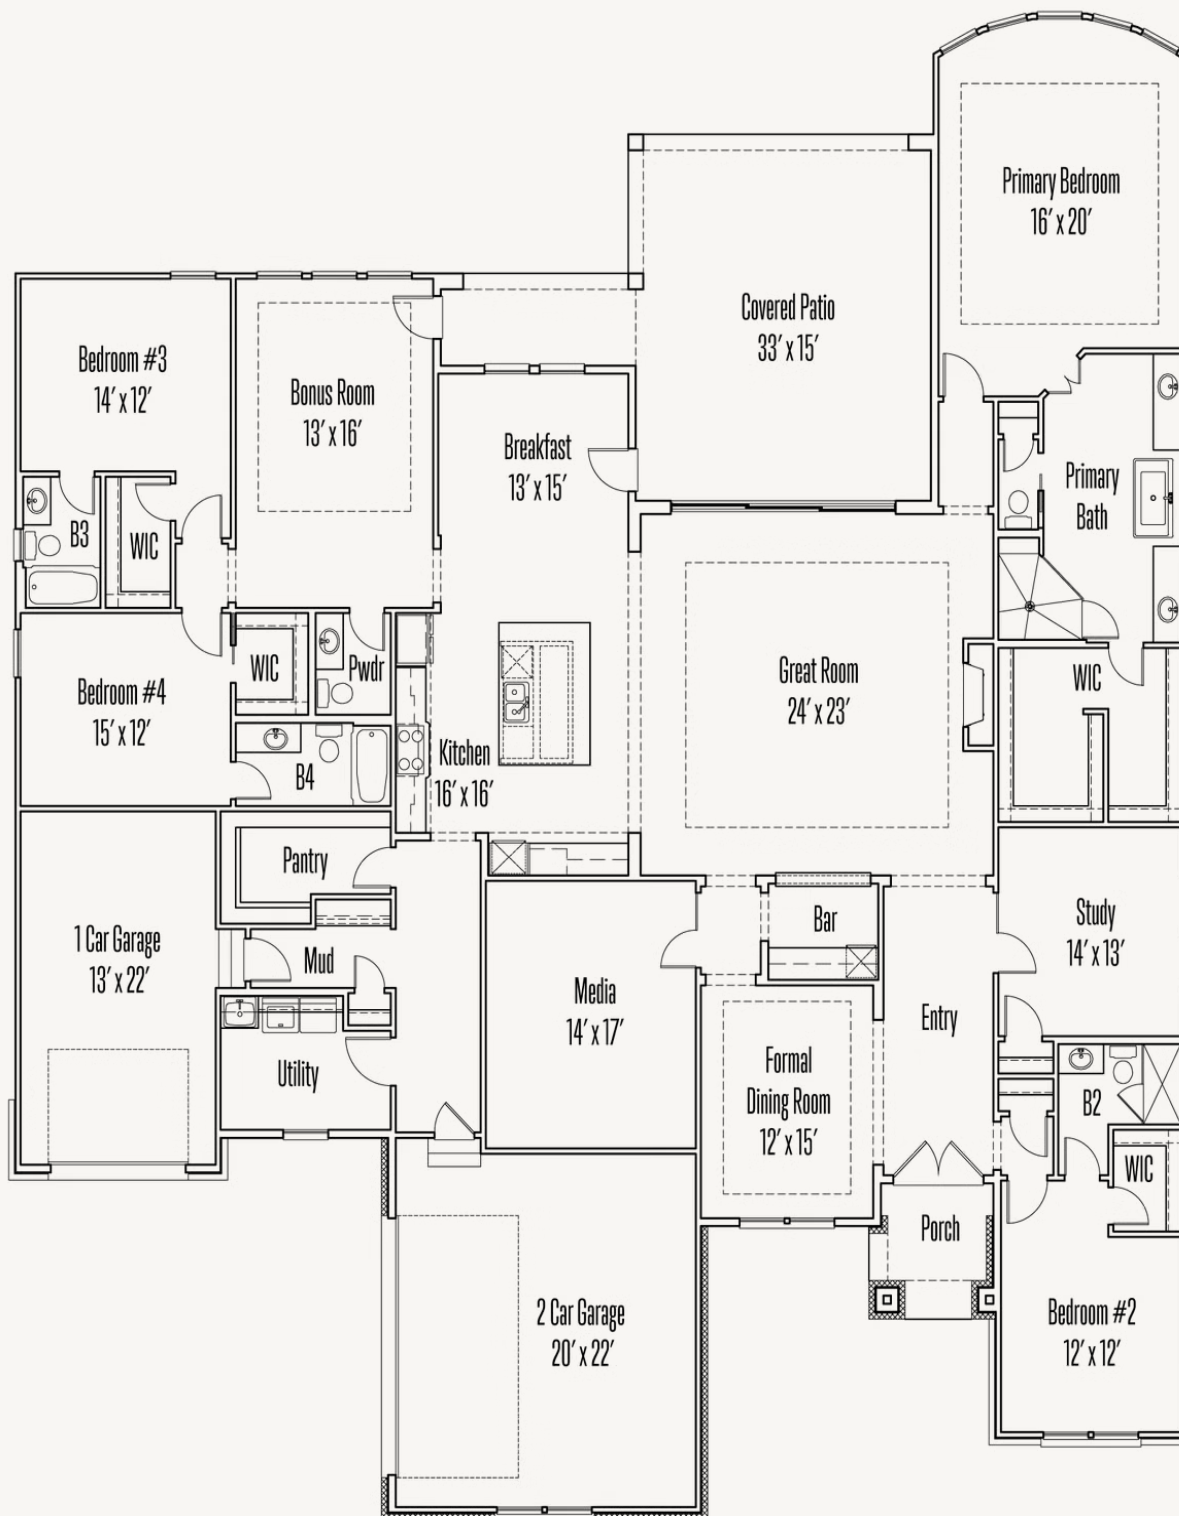 Primary Bedroom
16' x 20'
Covered Patio
33' x 15'
Bedroom #3
14' x 12'
Bonus Room
13' x 16'
Breakfast
13' x 15'
Primary
Bath
B3
WIC
WIC
Pwdr
Bedroom #4
15' x 12'
Great Room
24' x 23'
WIC
Kitchen
16' x 16'
B4
Pantry
1 Car Garage
13' x 22'
Mud
Bar
Study
14' x 13'
Media
14' x 17'
Entry
Utility
Formal
Dining Room
12' x 15'
B2
WIC
Porch
2 Car Garage
20' x 22'
Bedroom #2
12' x 12'